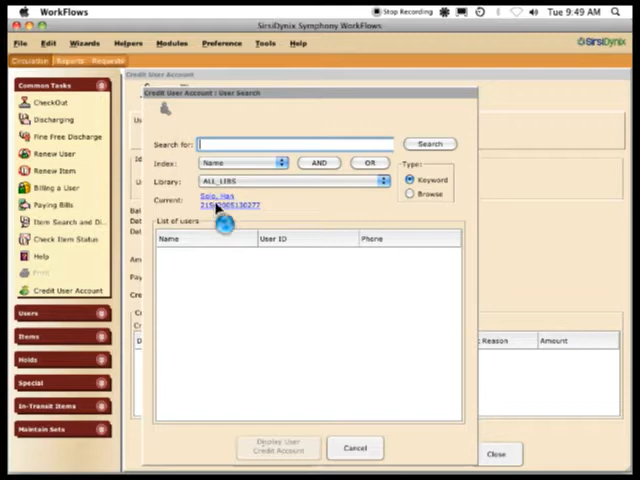 WorkFlows
Stop Recording
Tue 9:49 AM
SirsiDynix Symphony WorkFlows
File Edit Wizards Helpers Modules Preference Tools Help
SirsiDynix
Circulation Reports Requests
Common Tasks
CheckOut
Discharging
Fine Free Discharge
Renew User
Renew Item
Billing a User
Paying Bills
Item Search and Di...
Check Item Status
Help
Print
Credit User Account
Users
Items
Holds
Special
In-Transit Items
Maintain Sets
Credit User Account
Credit User Account : User Search
Search for:
Search
Index: Name AND OR
Type:
Keyword
Browse
Library: ALL_LIBS
Current: Solo, Han
List of users
Name User ID Phone
Reason Amount
Display User Credit Account
Cancel
Close